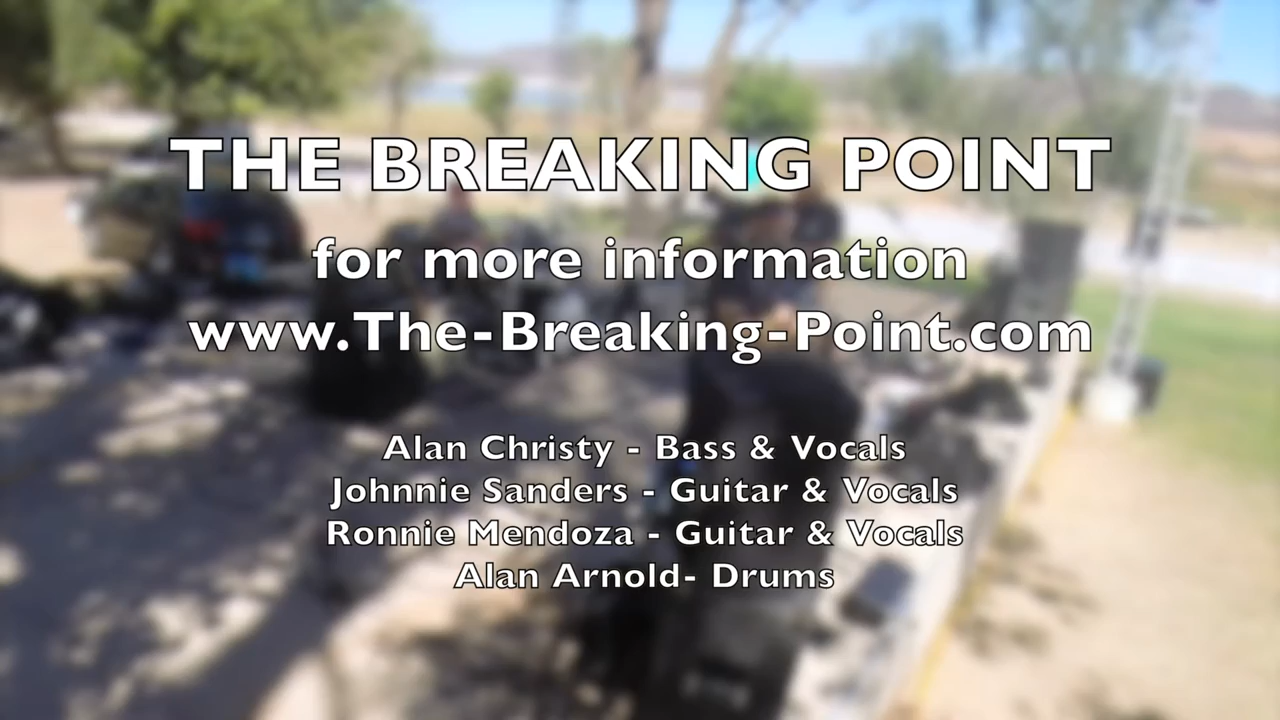 THE BREAKING POINT
for more information
www.The-Breaking-Point.com
Alan Christy - Bass & Vocals
Johnnie Sanders - Guitar & Vocals
Ronnie Mendoza - Guitar & Vocals
Alan Arnold- Drums